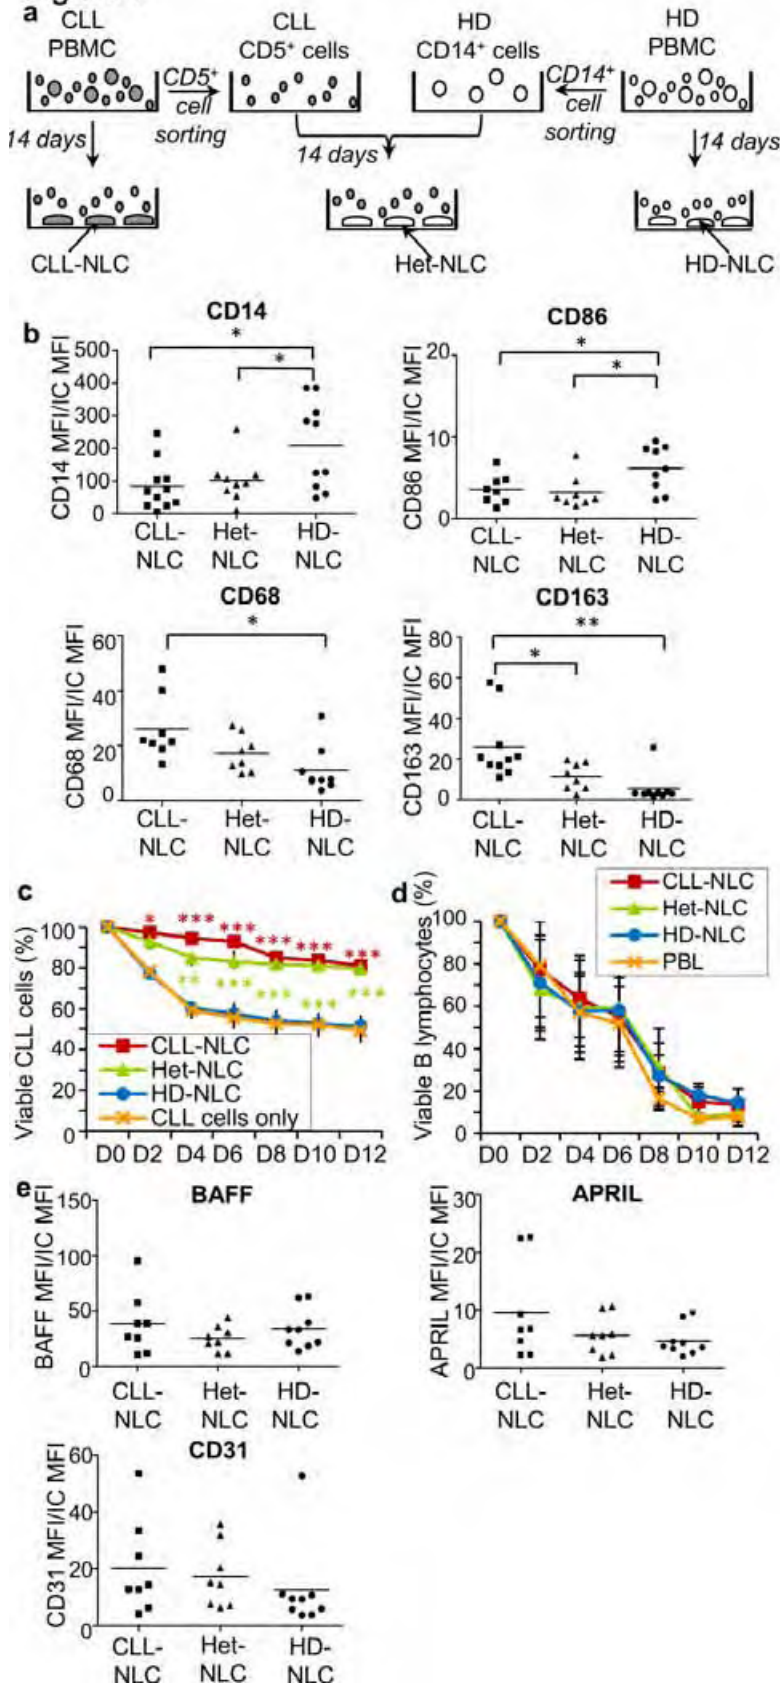 a
CLL
PBMC
CLL
CD5+ cells
HD
CD14+ cells
HD
PBMC
CD5+
cell
sorting
CD14+
cell
sorting
14 days
14 days
14 days
CLL-NLC
Het-NLC
HD-NLC
b
CD14
*
*
CD14 MFI/IC MFI
500
400
300
200
100
0
CLL-
NLC
Het-
NLC
HD-
NLC
CD86
*
*
CD86 MFI/IC MFI
20
10
0
CLL-
NLC
Het-
NLC
HD-
NLC
CD68
*
CD68 MFI/IC MFI
60
40
20
0
CLL-
NLC
Het-
NLC
HD-
NLC
CD163
**
*
CD163 MFI/IC MFI
80
60
40
20
0
CLL-
NLC
Het-
NLC
HD-
NLC
c
Viable CLL cells (%)
100
80
60
40
20
0
* *** *** *** *** ***
** *** *** *** ***
CLL-NLC
Het-NLC
HD-NLC
CLL cells only
D0 D2 D4 D6 D8 D10 D12
d
Viable B lymphocytes (%)
100
80
60
40
20
0
CLL-NLC
Het-NLC
HD-NLC
PBL
D0 D2 D4 D6 D8 D10 D12
e
BAFF
BAFF MFI/IC MFI
150
100
50
0
CLL-
NLC
Het-
NLC
HD-
NLC
APRIL
APRIL MFI/IC MFI
30
20
10
0
CLL-
NLC
Het-
NLC
HD-
NLC
CD31
CD31 MFI/IC MFI
60
40
20
0
CLL-
NLC
Het-
NLC
HD-
NLC